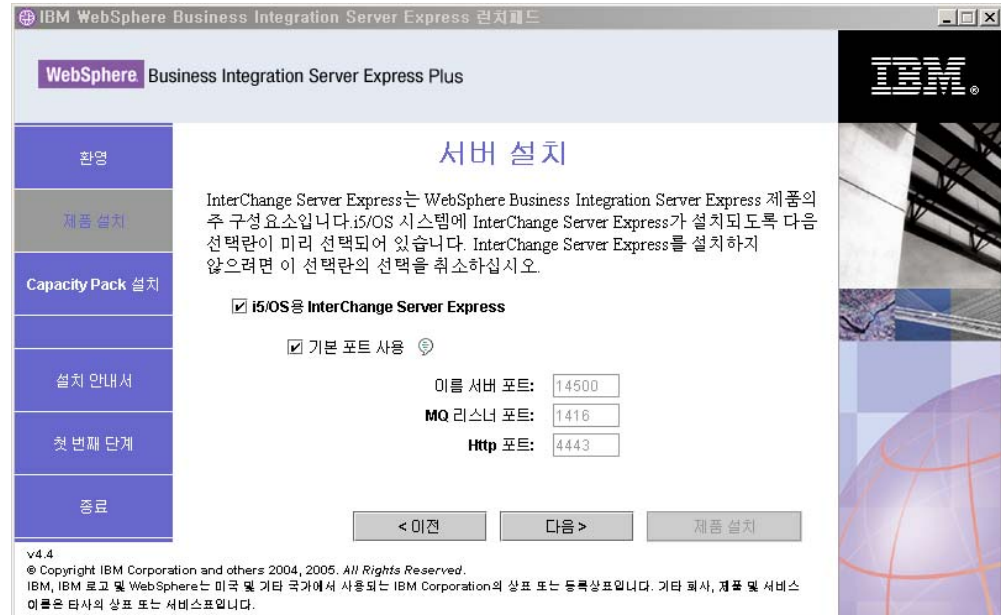 IBM WebSphere Business Integration Server Express 런치패드
WebSphere. Business Integration Server Express Plus
IBM®
환영
제품 설치
Capacity Pack 설치
설치 안내서
첫 번째 단계
종료
서버 설치
InterChange Server Express는 WebSphere Business Integration Server Express 제품의
주 구성요소입니다.i5/OS 시스템에 InterChange Server Express가 설치되도록 다음
선택란이 미리 선택되어 있습니다. InterChange Server Express를 설치하지
않으려면 이 선택란의 선택을 취소하십시오.
i5/OS용 InterChange Server Express
기본 포트 사용
이름 서버 포트: 14500
MQ 리스너 포트: 1416
Http 포트: 4443
< 이전
다음 >
제품 설치
v4.4
© Copyright IBM Corporation and others 2004, 2005. All Rights Reserved.
IBM, IBM 로고 및 WebSphere는 미국 및 기타 국가에서 사용되는 IBM Corporation의 상표 또는 등록상표입니다. 기타 회사, 제품 및 서비스
이름은 타사의 상표 또는 서비스표입니다.